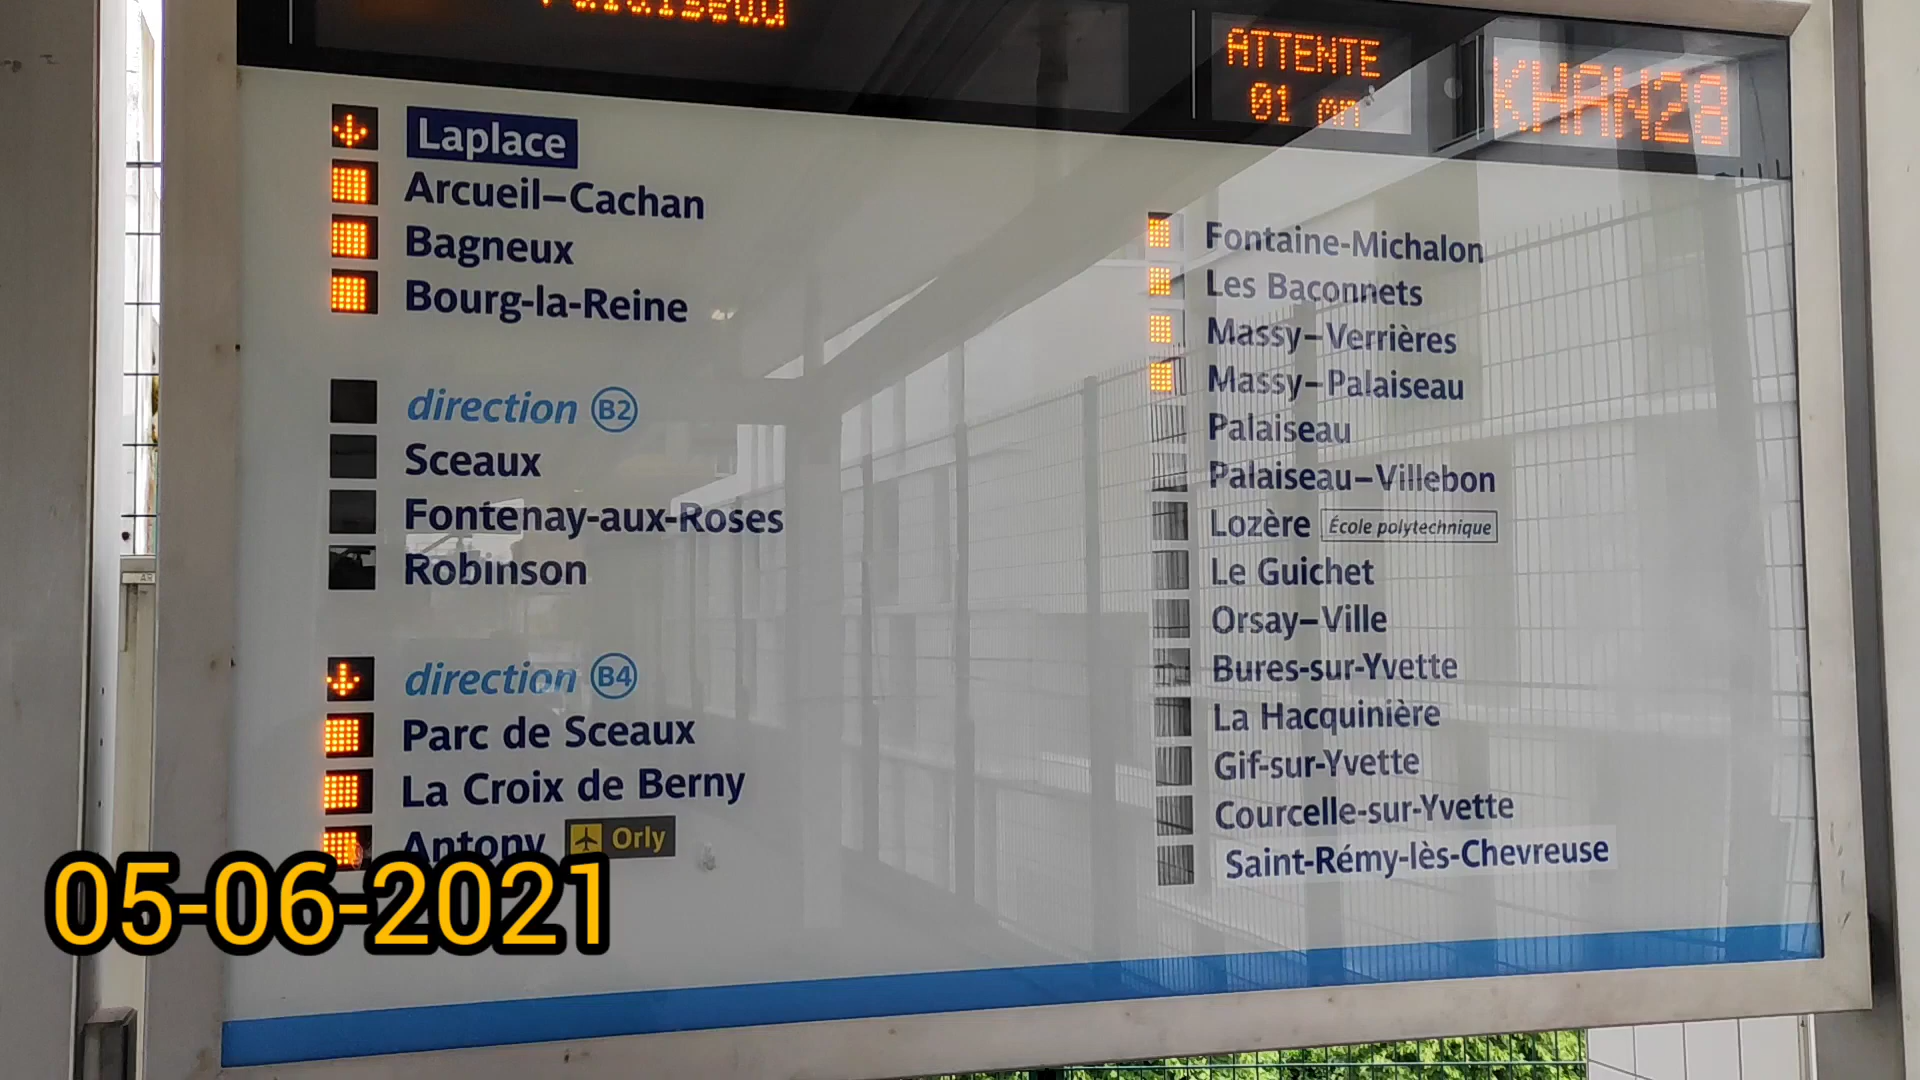 Palaiseau
ATTENTE
01 mn
KHAN28
Laplace
Arcueil–Cachan
Bagneux
Bourg-la-Reine
direction B2
Sceaux
Fontenay-aux-Roses
Robinson
direction B4
Parc de Sceaux
La Croix de Berny
Antony Orly
Fontaine-Michalon
Les Baconnets
Massy–Verrières
Massy–Palaiseau
Palaiseau
Palaiseau–Villebon
Lozère École polytechnique
Le Guichet
Orsay–Ville
Bures-sur-Yvette
La Hacquinière
Gif-sur-Yvette
Courcelle-sur-Yvette
Saint-Rémy-lès-Chevreuse
05-06-2021